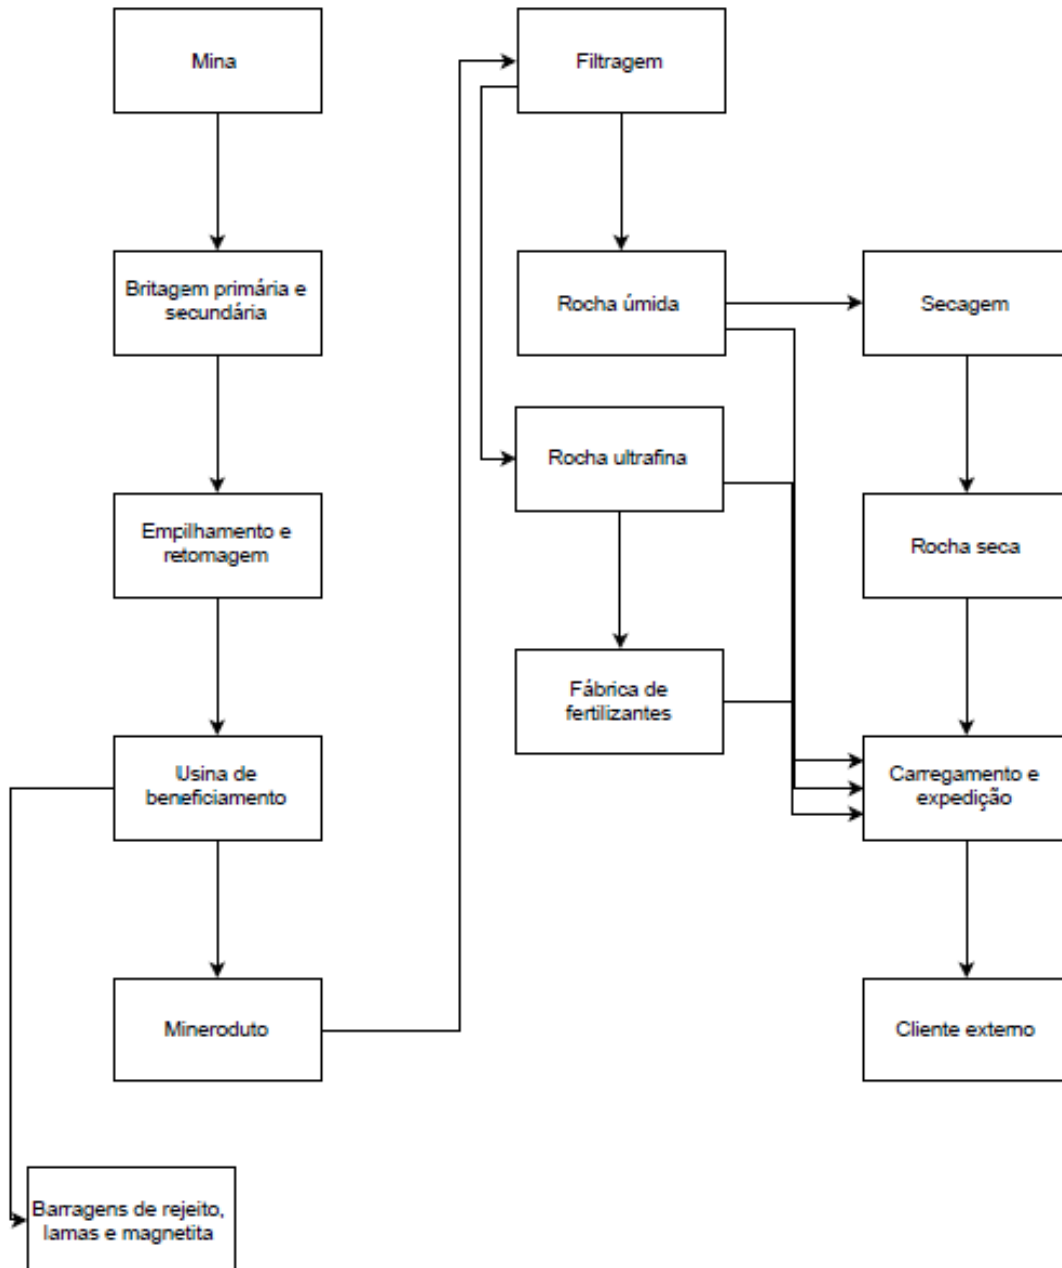 Mina
Britagem primária e
secundária
Empilhamento e
retomagem
Usina de
beneficiamento
Mineroduto
Barragens de rejeito,
lamas e magnetita
Filtragem
Rocha úmida
Rocha ultrafina
Fábrica de
fertilizantes
Secagem
Rocha seca
Carregamento e
expedição
Cliente externo